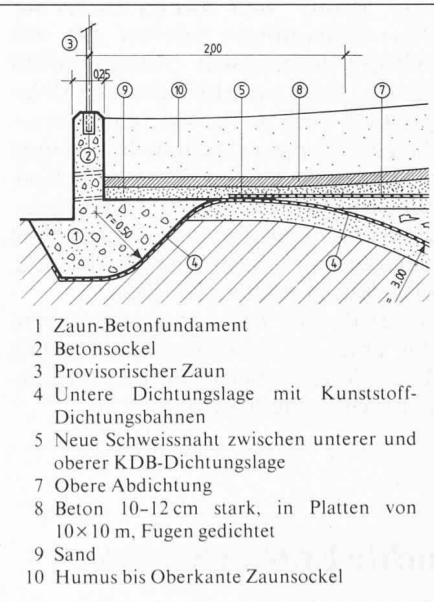 3
2,00
0,25
9
10
5
8
7
2
1
r=0.50
4
4
= 3,00
1 Zaun-Betonfundament
2 Betonsockel
3 Provisorischer Zaun
4 Untere Dichtungslage mit Kunststoff-
Dichtungsbahnen
5 Neue Schweissnaht zwischen unterer und
oberer KDB-Dichtungslage
7 Obere Abdichtung
8 Beton 10–12 cm stark, in Platten von
10×10 m, Fugen gedichtet
9 Sand
10 Humus bis Oberkante Zaunsockel